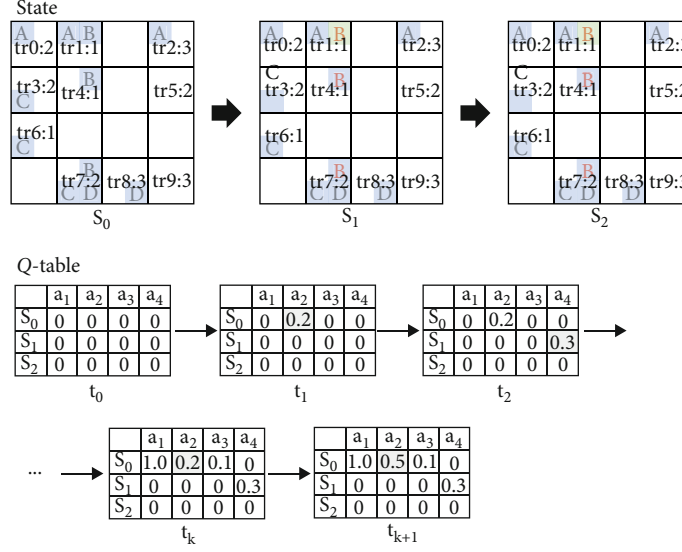 State
A A B A
tr0:2 tr1:1 tr2:3
B
tr3:2 tr4:1 tr5:2
C
tr6:1
C
B
tr7:2 tr8:3 tr9:3
C D D
S0
A A B A
tr0:2 tr1:1 tr2:3
C B
tr3:2 tr4:1 tr5:2
tr6:1
C
B
tr7:2 tr8:3 tr9:3
C D D
S1
A A B A
tr0:2 tr1:1 tr2:3
C B
tr3:2 tr4:1 tr5:2
tr6:1
C
B
tr7:2 tr8:3 tr9:3
C D D
S2
Q-table
a1 a2 a3 a4
S0 0 0 0 0
S1 0 0 0 0
S2 0 0 0 0
t0
a1 a2 a3 a4
S0 0 0.2 0 0
S1 0 0 0 0
S2 0 0 0 0
t1
a1 a2 a3 a4
S0 0 0.2 0 0
S1 0 0 0 0.3
S2 0 0 0 0
t2
...
a1 a2 a3 a4
S0 1.0 0.2 0.1 0
S1 0 0 0 0.3
S2 0 0 0 0
tk
a1 a2 a3 a4
S0 1.0 0.5 0.1 0
S1 0 0 0 0.3
S2 0 0 0 0
tk+1